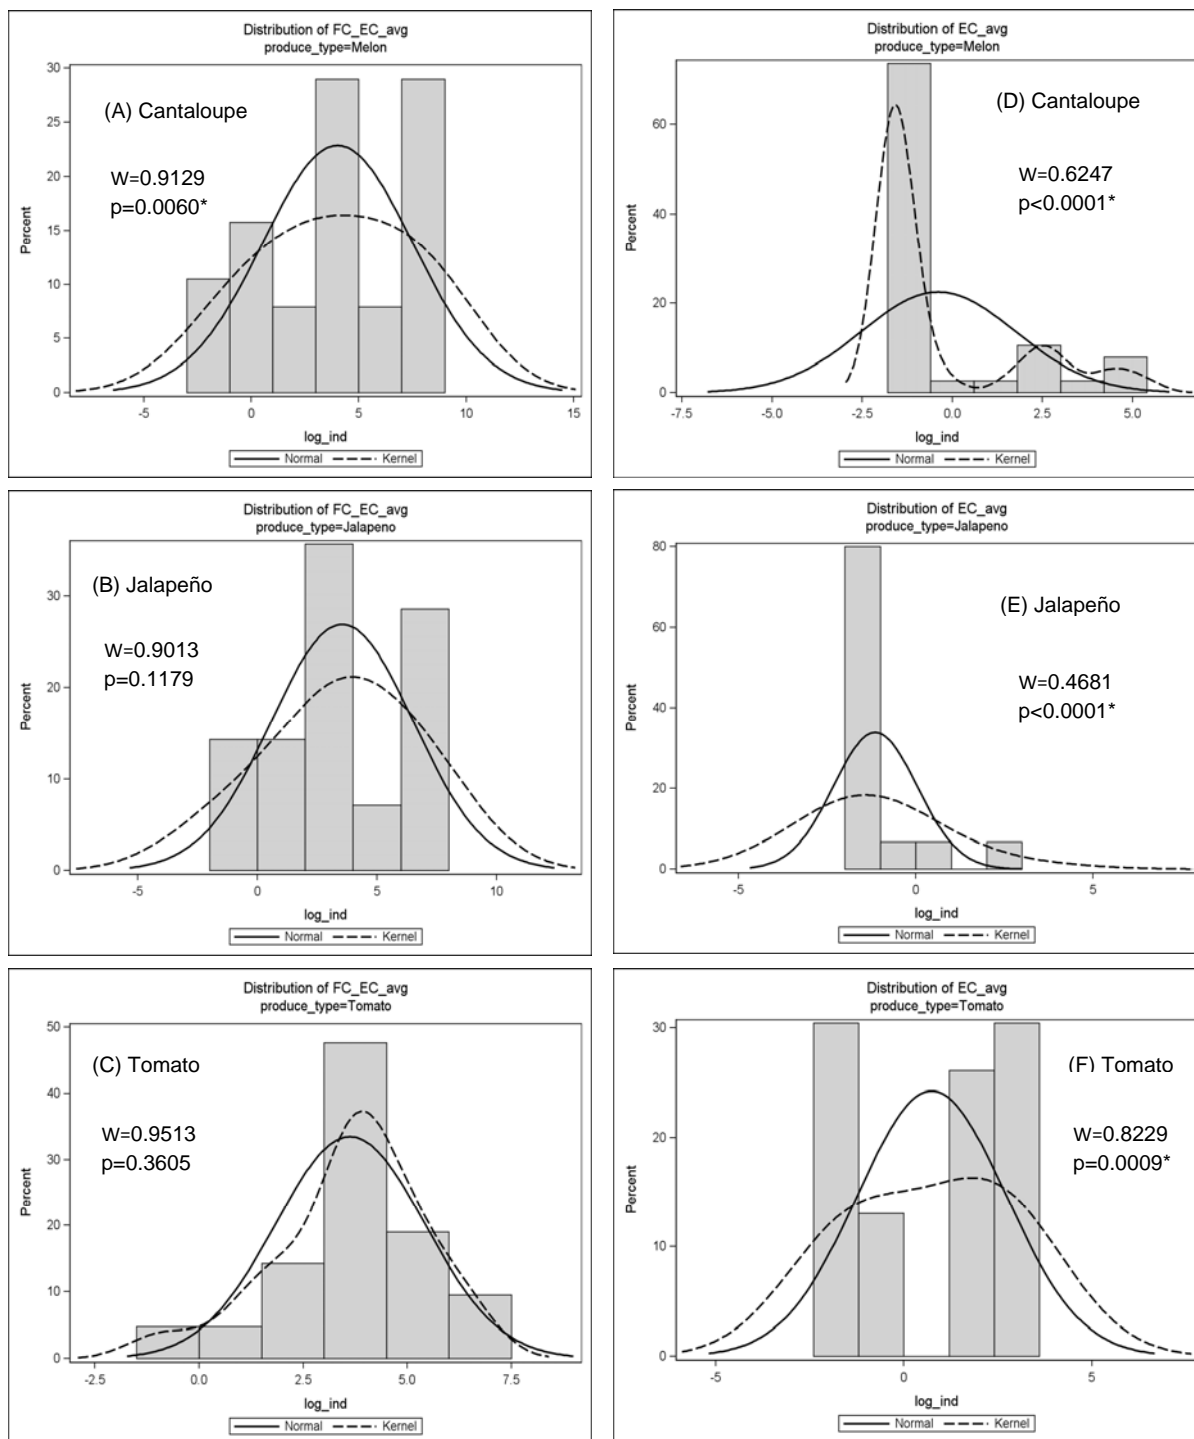 Distribution of FC_EC_avg
produce_type=Melon
30
25
20
15
10
5
0
Percent
(A) Cantaloupe
W=0.9129
p=0.0060*
-5
0
5
10
15
log_ind
Normal
Kernel
Distribution of EC_avg
produce_type=Melon
60
40
20
0
Percent
(D) Cantaloupe
W=0.6247
p<0.0001*
-7.5
-5.0
-2.5
0.0
2.5
5.0
log_ind
Normal
Kernel
Distribution of FC_EC_avg
produce_type=Jalapeno
30
20
10
0
Percent
(B) Jalapeño
W=0.9013
p=0.1179
-5
0
5
10
log_ind
Normal
Kernel
Distribution of EC_avg
produce_type=Jalapeno
80
60
40
20
0
Percent
(E) Jalapeño
W=0.4681
p<0.0001*
-5
0
5
log_ind
Normal
Kernel
Distribution of FC_EC_avg
produce_type=Tomato
50
40
30
20
10
0
Percent
(C) Tomato
W=0.9513
p=0.3605
-2.5
0.0
2.5
5.0
7.5
log_ind
Normal
Kernel
Distribution of EC_avg
produce_type=Tomato
30
20
10
0
Percent
(F) Tomato
W=0.8229
p=0.0009*
-5
0
5
log_ind
Normal
Kernel